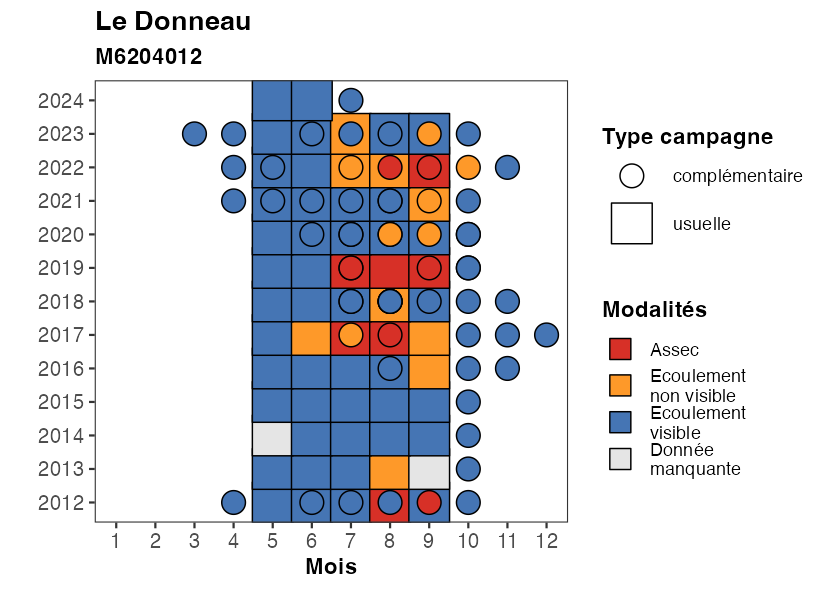 Le Donneau
M6204012
2024
2023
2022
2021
2020
2019
2018
2017
2016
2015
2014
2013
2012
1 2 3 4 5 6 7 8 9 10 11 12
Mois
Type campagne
complémentaire
usuelle
Modalités
Assec
Ecoulement
non visible
Ecoulement
visible
Donnée
manquante